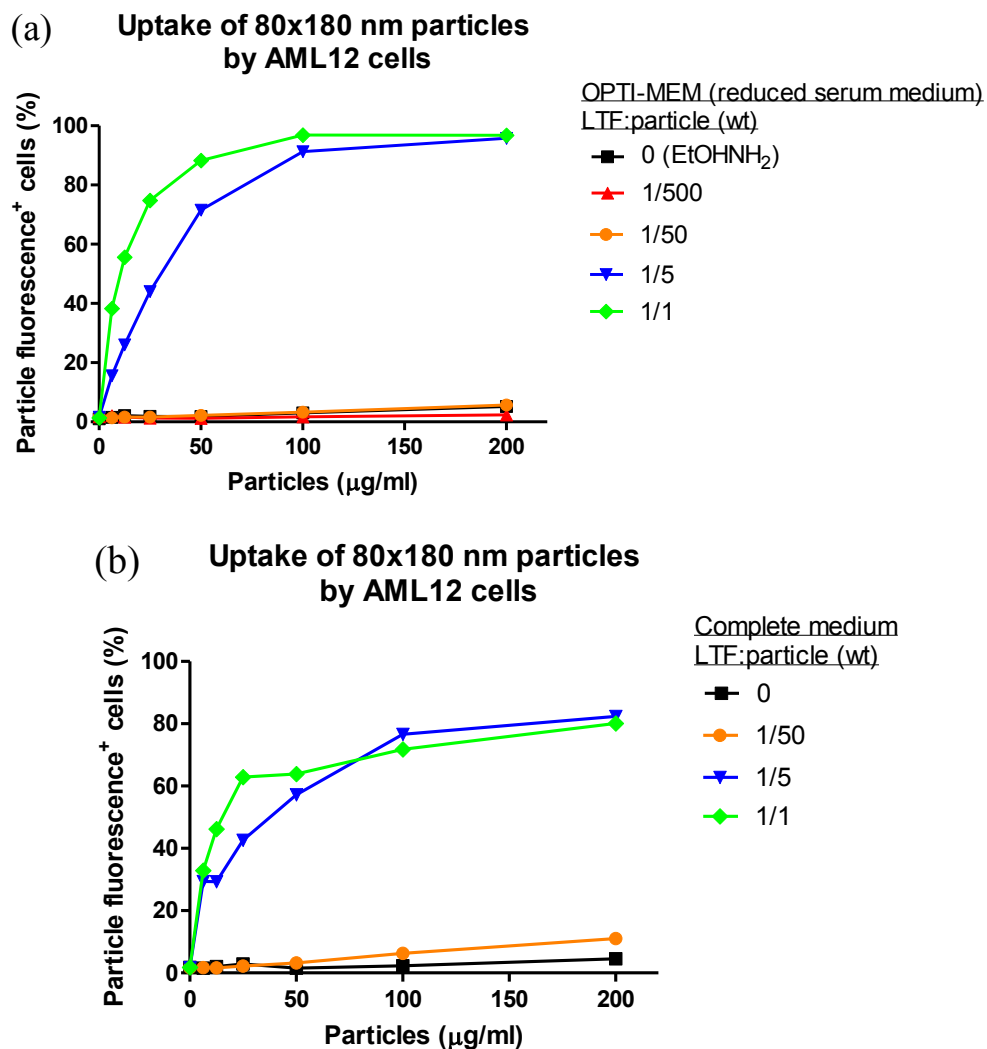 (a)
Uptake of 80x180 nm particles
by AML12 cells
OPTI-MEM (reduced serum medium)
LTF:particle (wt)
0 (EtOHNH2)
1/500
1/50
1/5
1/1
Particle fluorescence+ cells (%)
100
80
60
40
20
0
0 50 100 150 200
Particles (μg/ml)
(b)
Uptake of 80x180 nm particles
by AML12 cells
Complete medium
LTF:particle (wt)
0
1/50
1/5
1/1
Particle fluorescence+ cells (%)
100
80
60
40
20
0
0 50 100 150 200
Particles (μg/ml)